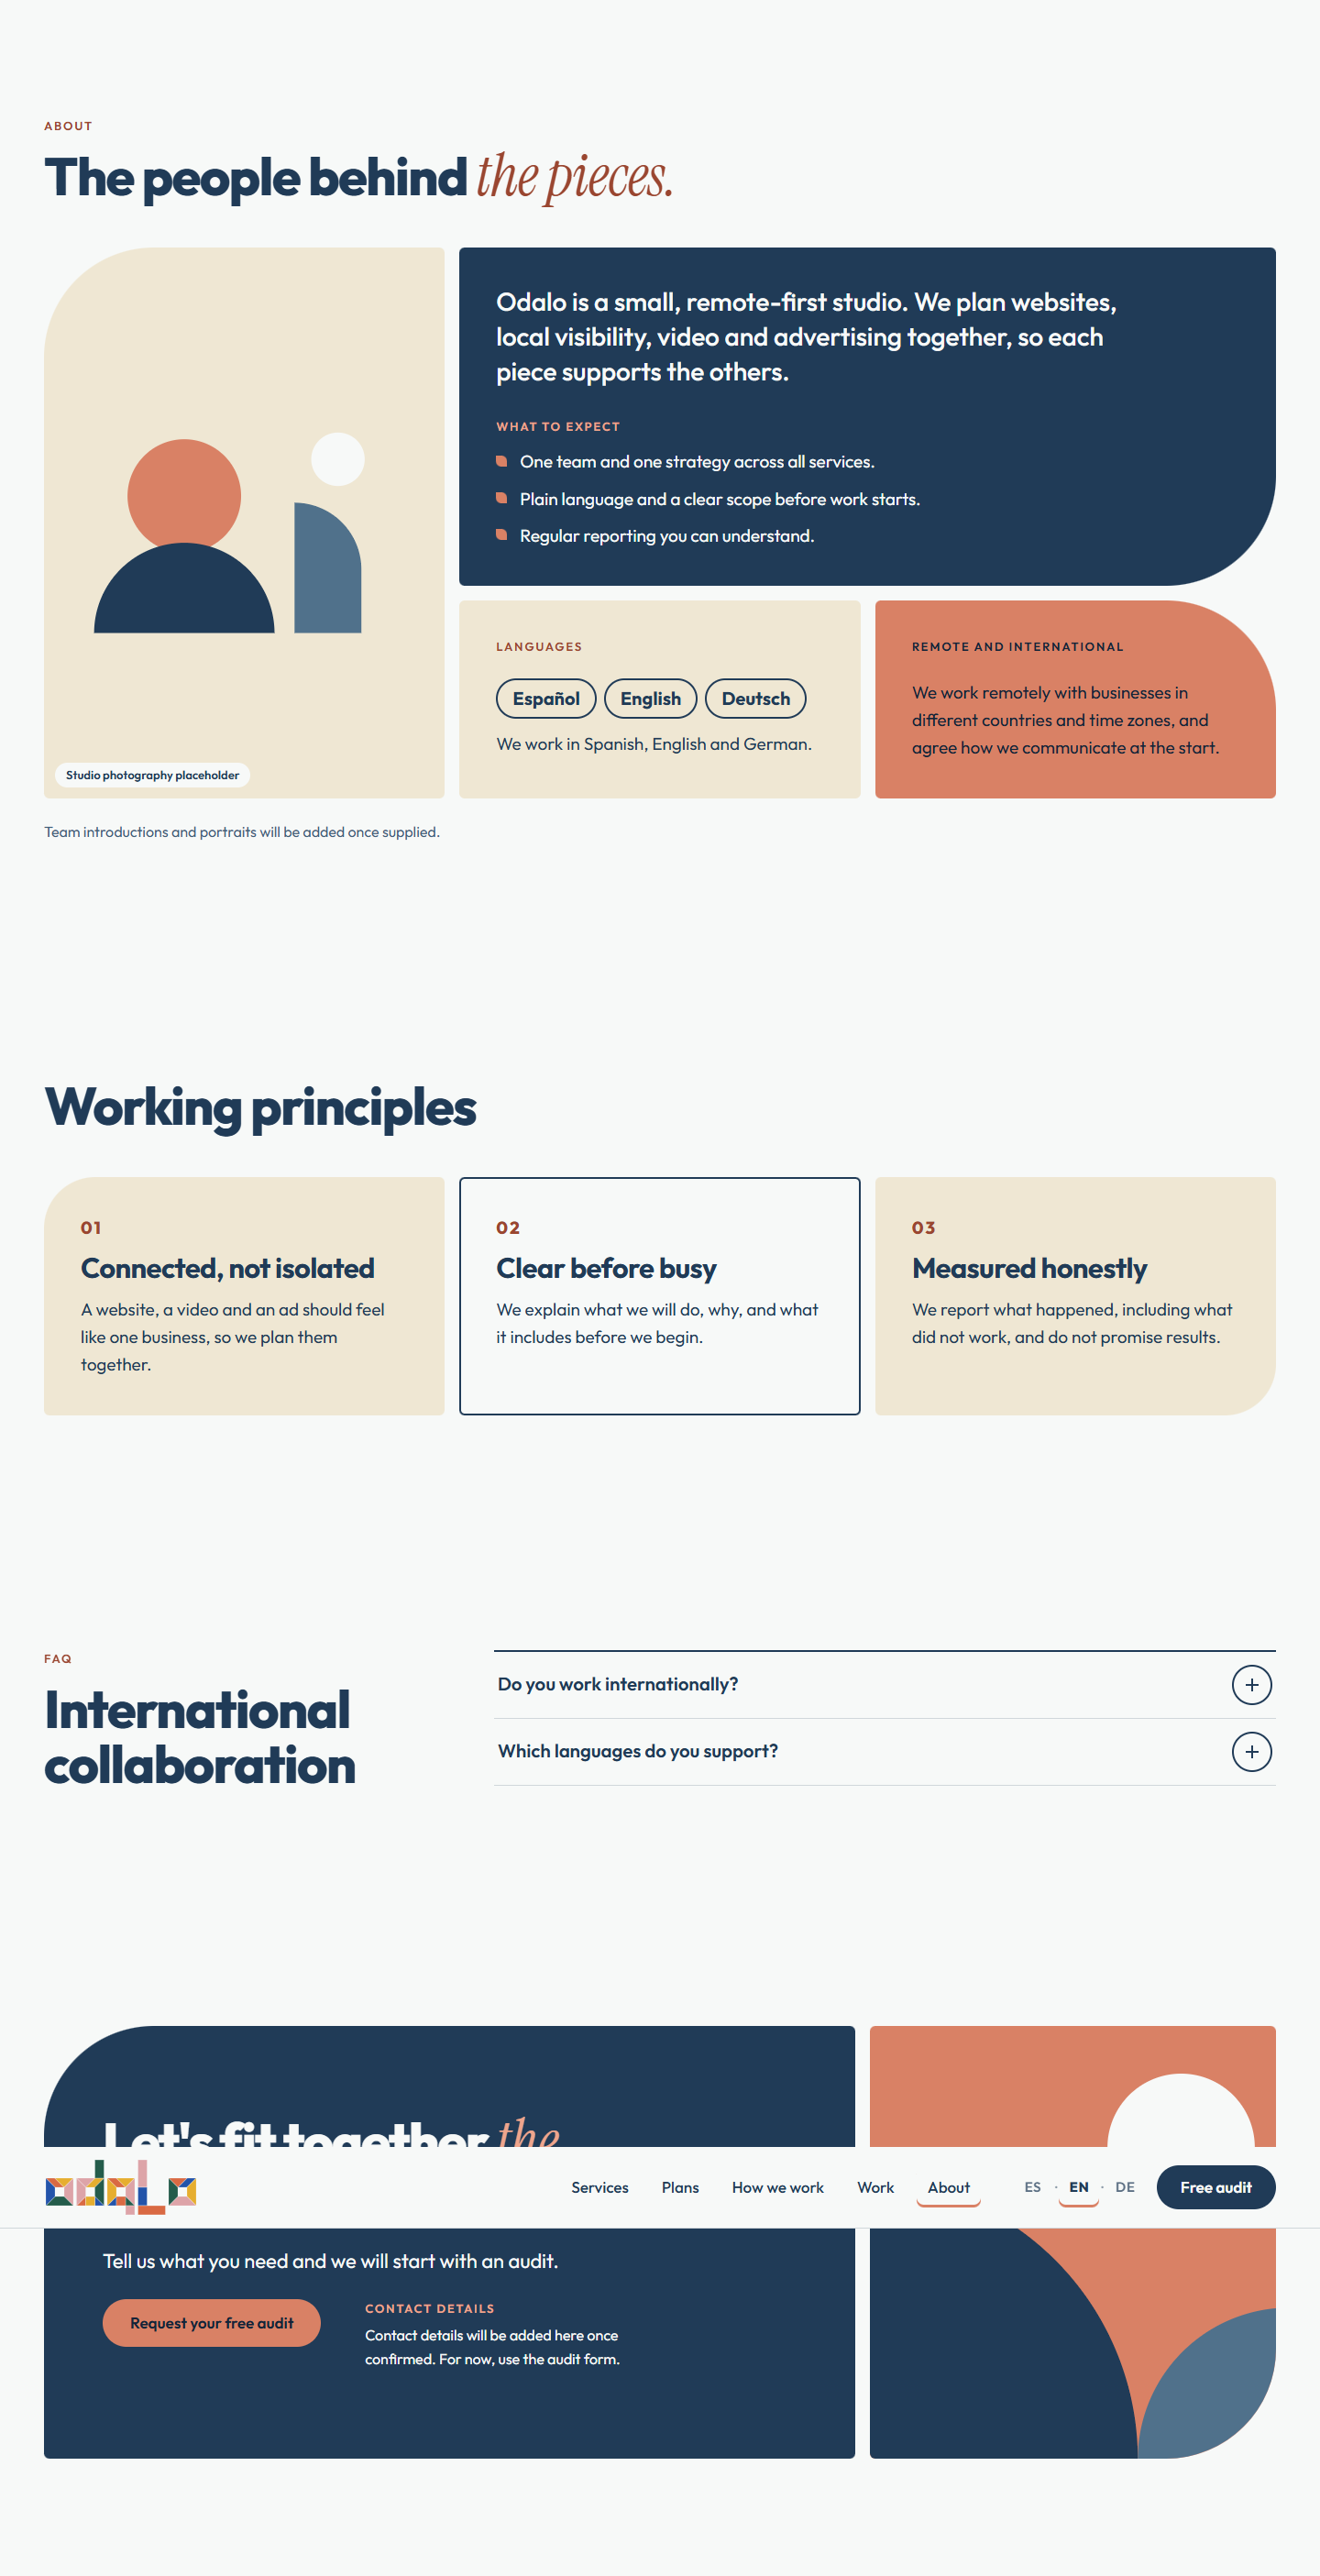 ABOUT
The people behind the pieces.
Odalo is a small, remote-first studio. We plan websites,
local visibility, video and advertising together, so each
piece supports the others.
WHAT TO EXPECT
One team and one strategy across all services.
Plain language and a clear scope before work starts.
Regular reporting you can understand.
LANGUAGES
Español English Deutsch
We work in Spanish, English and German.
REMOTE AND INTERNATIONAL
We work remotely with businesses in
different countries and time zones, and
agree how we communicate at the start.
Studio photography placeholder
Team introductions and portraits will be added once supplied.
Working principles
01
Connected, not isolated
A website, a video and an ad should feel
like one business, so we plan them
together.
02
Clear before busy
We explain what we will do, why, and what
it includes before we begin.
03
Measured honestly
We report what happened, including what
did not work, and do not promise results.
FAQ
International
collaboration
Do you work internationally?
Which languages do you support?
Let's fit together the
odalo
Services Plans How we work Work About ES · EN · DE Free audit
Tell us what you need and we will start with an audit.
Request your free audit
CONTACT DETAILS
Contact details will be added here once
confirmed. For now, use the audit form.